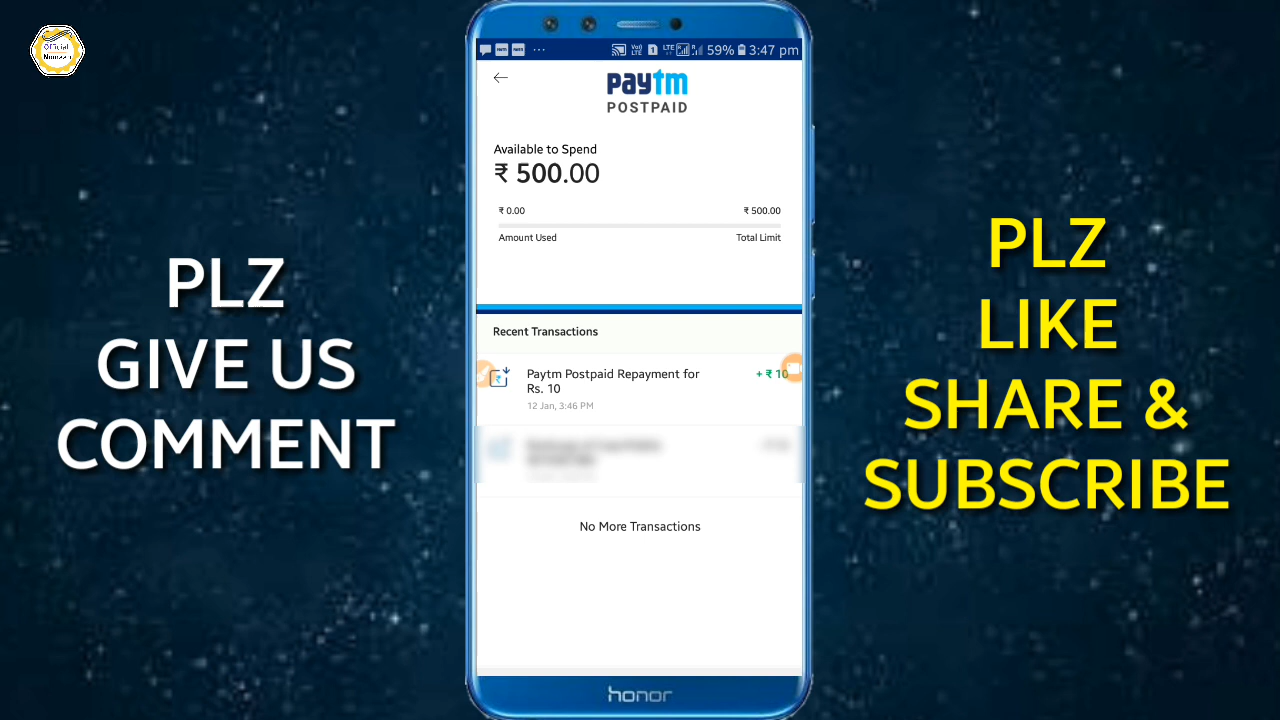 Official
PLZ
GIVE US
COMMENT
59% 3:47 pm
paytm
POSTPAID
Available to Spend
₹ 500.00
₹ 0.00 ₹ 500.00
Amount Used Total Limit
Recent Transactions
Paytm Postpaid Repayment for + ₹ 10
Rs. 10
12 Jan, 3:46 PM
No More Transactions
honor
PLZ
LIKE
SHARE &
SUBSCRIBE